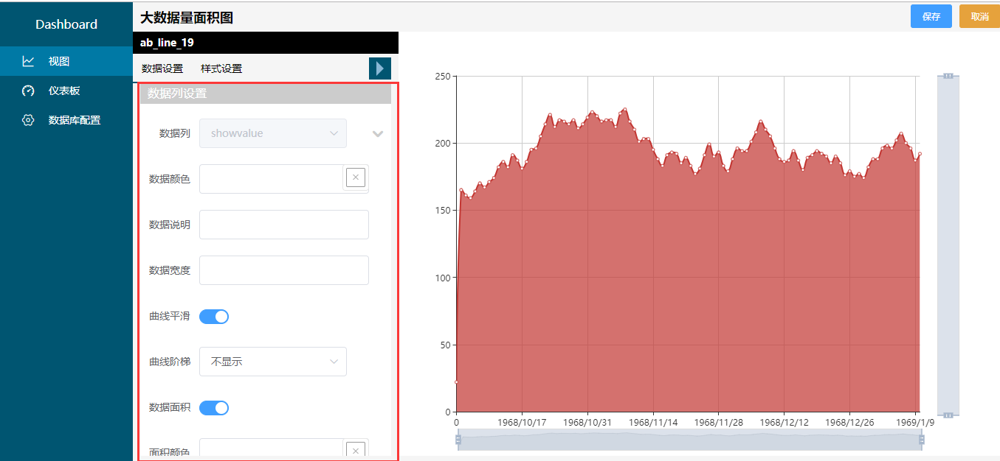 Dashboard
视图
仪表板
数据库配置
大数据量面积图
保存
取消
ab_line_19
数据设置 样式设置
数据列设置
数据列 showvalue
数据颜色
数据说明
数据宽度
曲线平滑
曲线阶梯 不显示
数据面积
面积颜色
250
200
150
100
50
0
0 1968/10/17 1968/10/31 1968/11/14 1968/11/28 1968/12/12 1968/12/26 1969/1/9